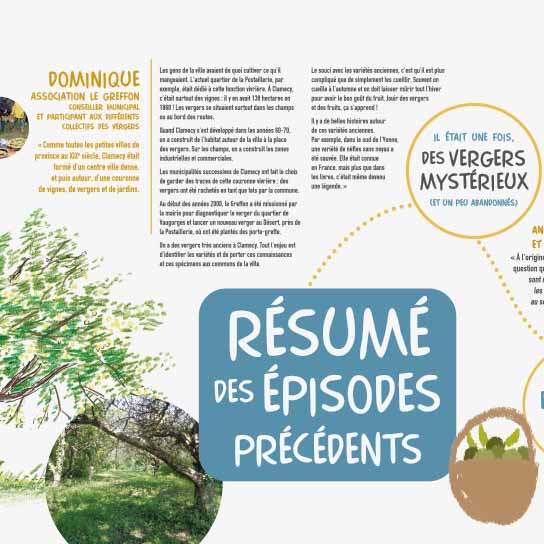 DOMINIQUE
ASSOCIATION LE GREFFON
CONSEILLER MUNICIPAL
ET PARTICIPANT AUX DIFFÉRENTS
COLLECTIFS DES VERGERS
« Comme toutes les petites villes de
province au XIXᵉ siècle, Clamecy était
formé d'un centre ville dense,
et puis autour, d'une couronne
de vignes, de vergers et de jardins.
Les gens de la ville avaient de quoi cultiver ce qu'il
mangeaient. L'actuel quartier de la Postaillerie, par
exemple, était dédié à cette fonction vivrière. À Clamecy,
c'était surtout des vignes : il y en avait 138 hectares en
1860 ! Les vergers se situaient surtout dans les champs
ou au bord des routes.
Quand Clamecy s'est développé dans les années 60-70,
on a construit de l'habitat autour de la ville à la place
des vergers. Sur les champs, on a construit les zones
industrielles et commerciales.
Les municipalités successives de Clamecy ont fait le choix
de garder des traces de cette couronne vivrière : des
vergers ont été rachetés en tant que tels par la commune.
Au début des années 2000, le Greffon a été missionné par
la mairie pour diagnostiquer le verger du quartier de
Vaugorges et lancer un nouveau verger au Désert, près de
la Postaillerie, où ont été plantés des porte-greffe.
On a des vergers très anciens à Clamecy. Tout l'enjeu est
d'identifier les variétés et de porter ces connaissances
et ces spécimens aux communs de la ville.
Le souci avec les variétés anciennes, c'est qu'il est plus
compliqué que de simplement les cueillir. Souvent on
cueille à l'automne et on doit laisser mûrir tout l'hiver
pour avoir le bon goût du fruit. Avoir des vergers
et des fruits, ça s'apprend !
Il y a de belles histoires autour
de ces variétés anciennes.
Par exemple, dans le sud de l'Yonne,
une variété de nèfles sans noyau a
été sauvée. Elle était connue
en France, mais plus que dans
les livres, c'était même devenu
une légende. »
IL ÉTAIT UNE FOIS,
DES VERGERS
MYSTÉRIEUX
(ET UN PEU ABANDONNÉS)
AN
ET
« À l'origin
question q
sont
les
au s
RÉSUMÉ
DES ÉPISODES
PRÉCÉDENTS